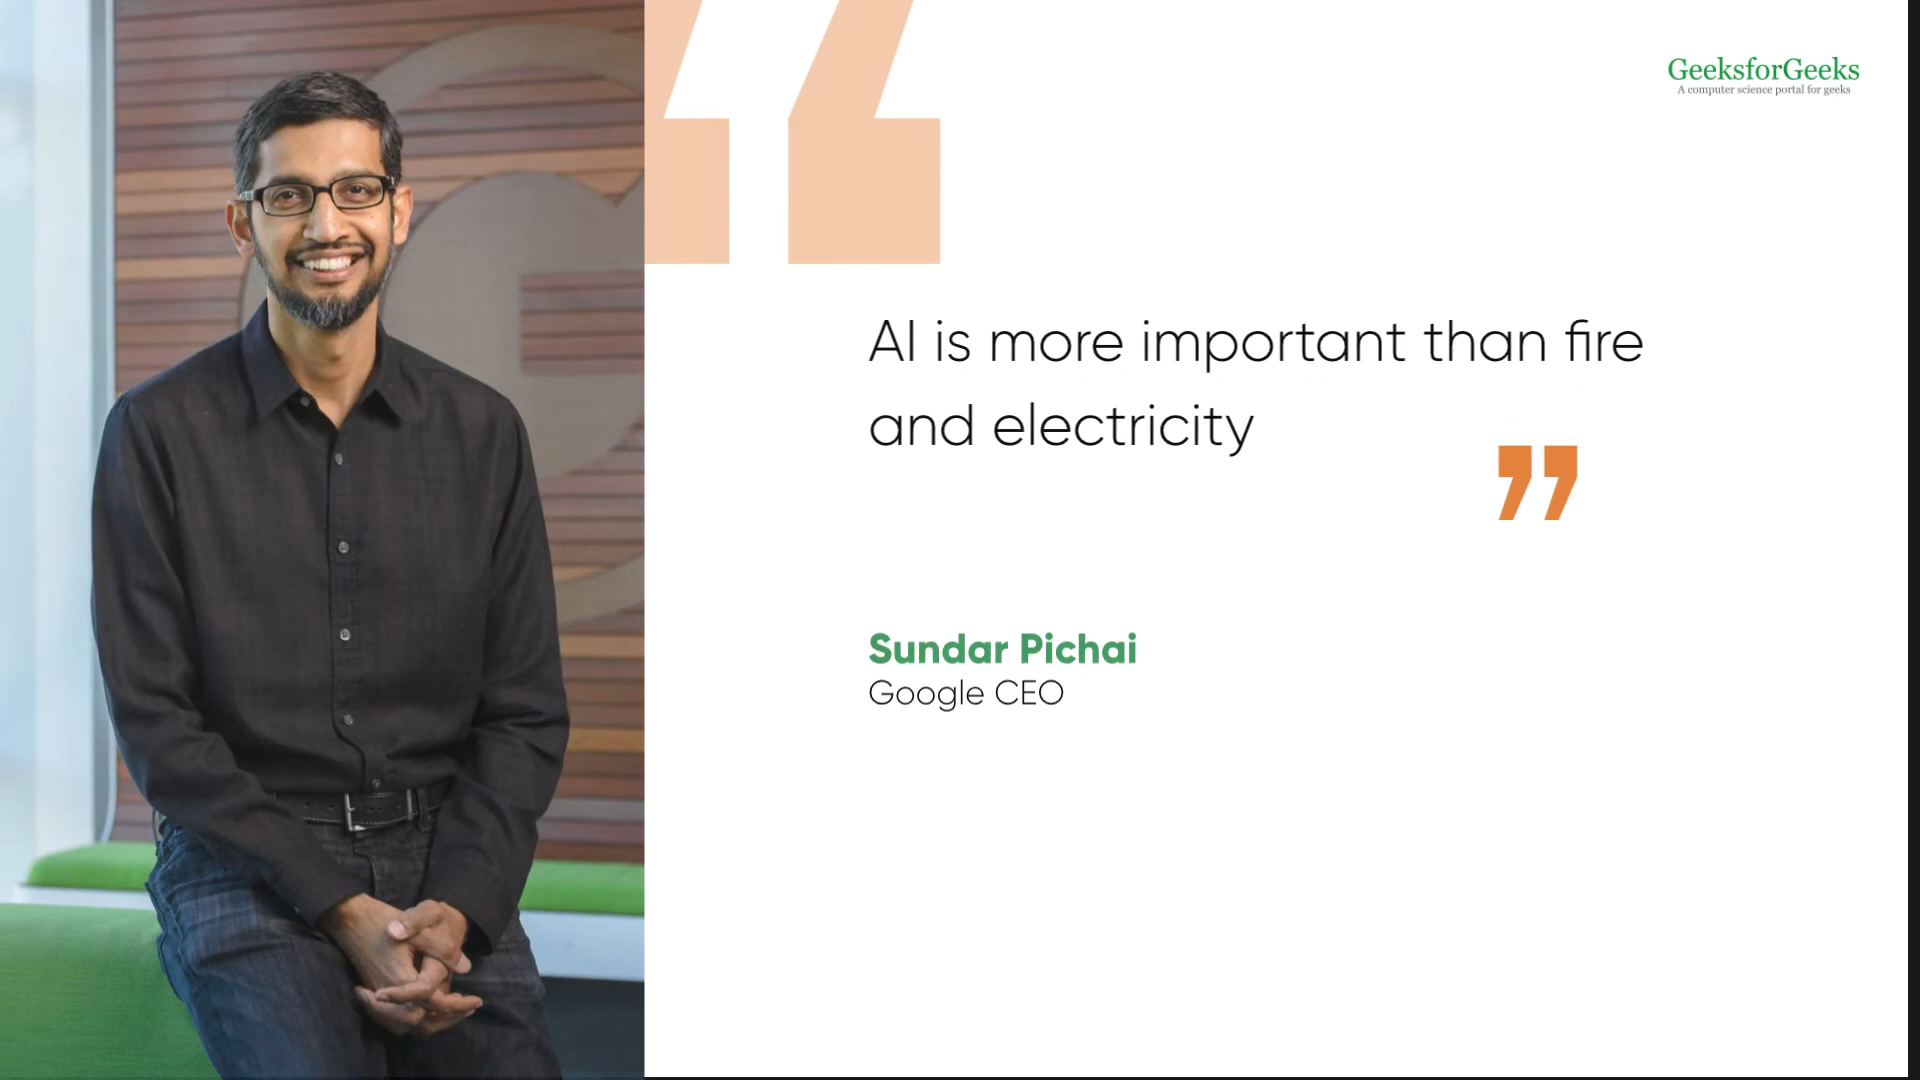 GeeksforGeeks
A computer science portal for geeks
“
AI is more important than fire
and electricity
”
Sundar Pichai
Google CEO